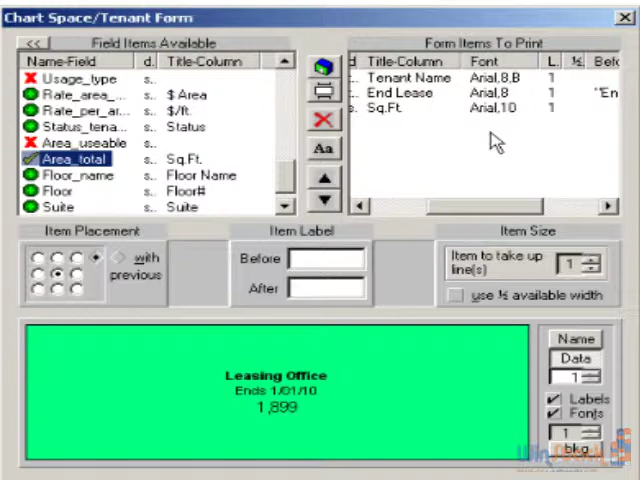 Chart Space/Tenant Form
<<
Field Items Available
Form Items To Print
Name-Field d. Title-Column
d Title-Column Font L. ½ Befo
Usage_type s..
Rate_area_... s.. $ Area
Rate_per_ar... s.. $/ft.
Status_tena... s.. Status
Area_useable s..
Area_total s.. Sq.Ft.
Floor_name s.. Floor Name
Floor s.. Floor#
Suite s.. Suite
Aa
.. Tenant Name Arial,8,B 1
.. End Lease Arial,8 1 "En
e. Sq.Ft. Arial,10 1
Item Placement
with previous
Item Label
Before
After
Item Size
Item to take up
line(s)
1
use ½ available width
Leasing Office
Ends 1/01/10
1,899
Name
Data
1
Labels
Fonts
1
bkg